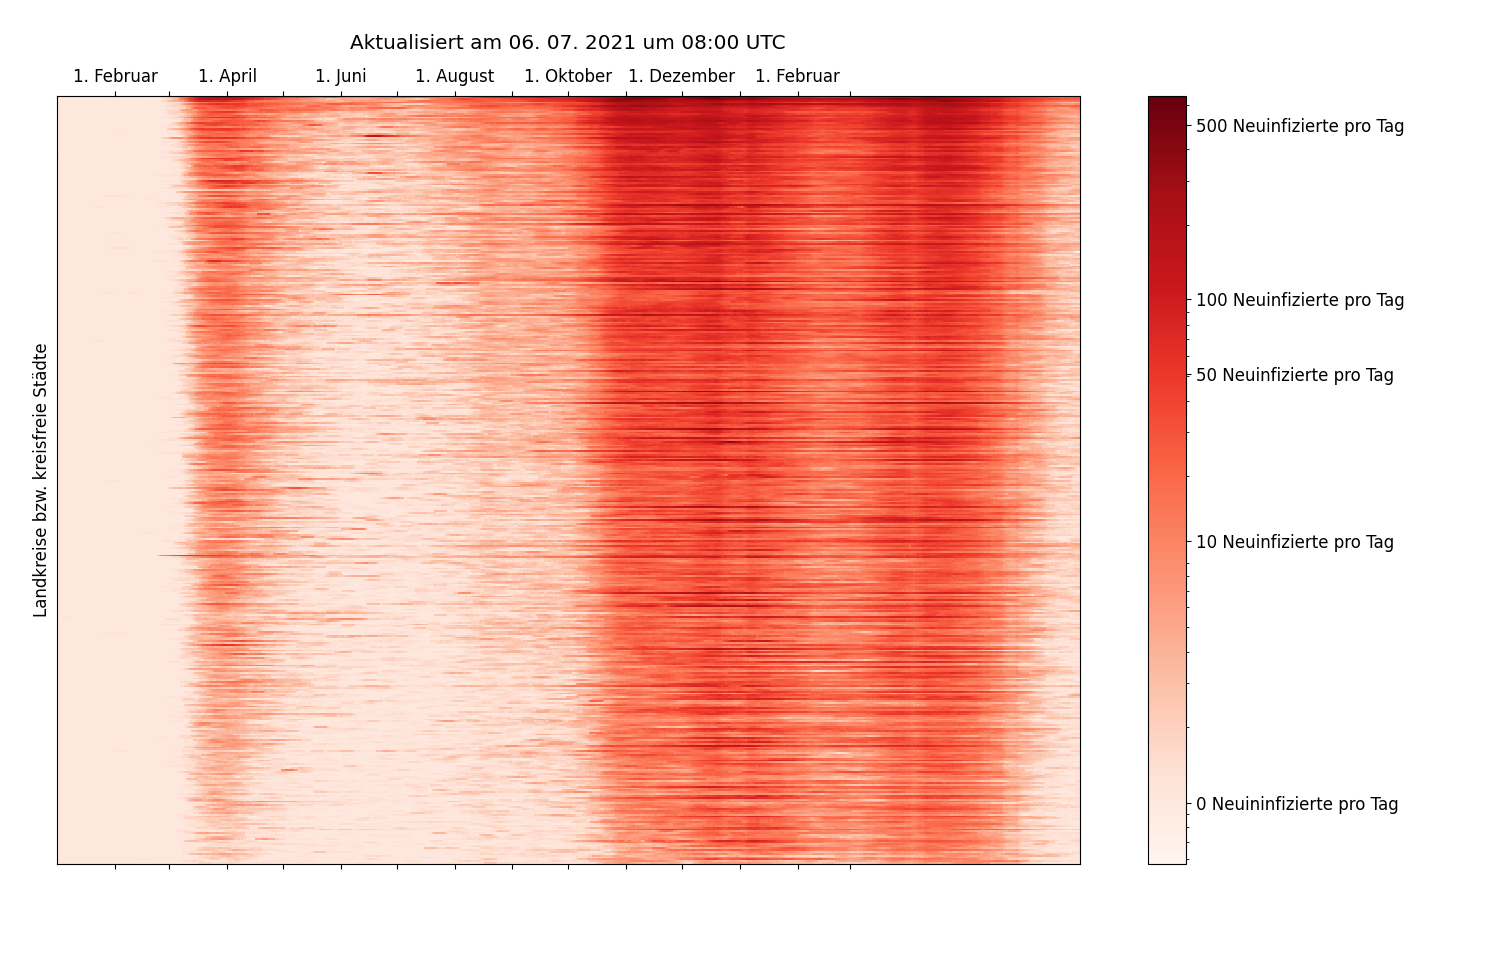 Aktualisiert am 06. 07. 2021 um 08:00 UTC
1. Februar 1. April 1. Juni 1. August 1. Oktober 1. Dezember 1. Februar
Landkreise bzw. kreisfreie Städte
500 Neuinfizierte pro Tag
100 Neuinfizierte pro Tag
50 Neuinfizierte pro Tag
10 Neuinfizierte pro Tag
0 Neuininfizierte pro Tag